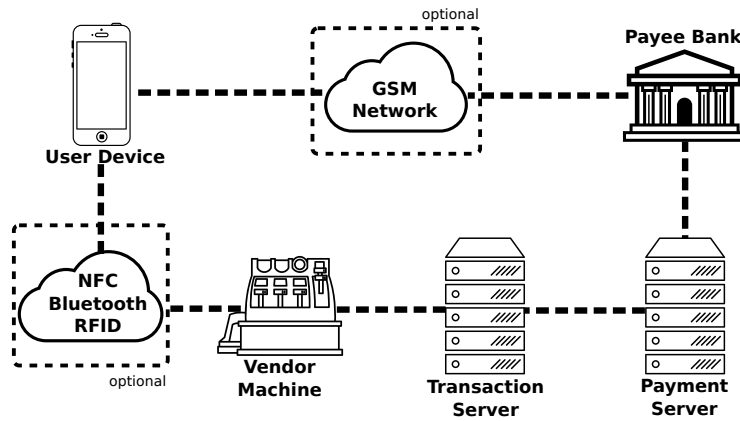 optional
Payee Bank
GSM
Network
User Device
NFC
Bluetooth
RFID
optional
Vendor
Machine
Transaction
Server
Payment
Server